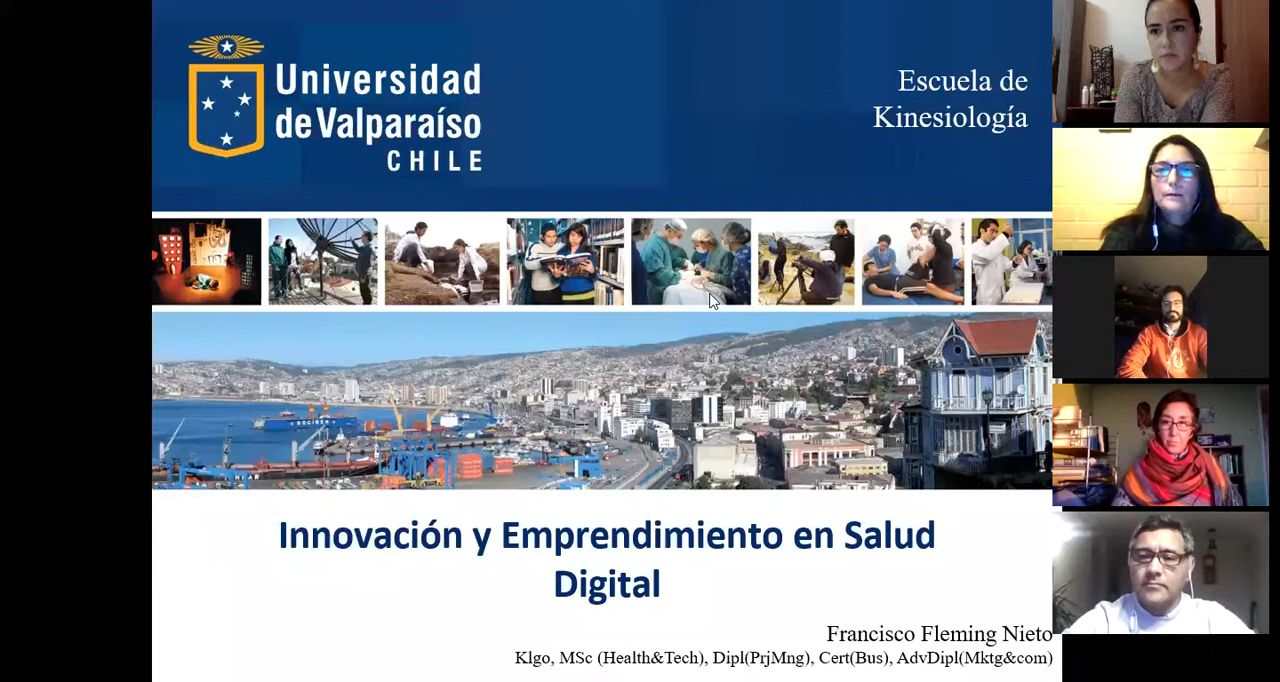 Universidad
de Valparaíso
CHILE
Escuela de
Kinesiología
Innovación y Emprendimiento en Salud
Digital
Francisco Fleming Nieto
Klgo, MSc (Health&Tech), Dipl(PrjMng), Cert(Bus), AdvDipl(Mktg&com)